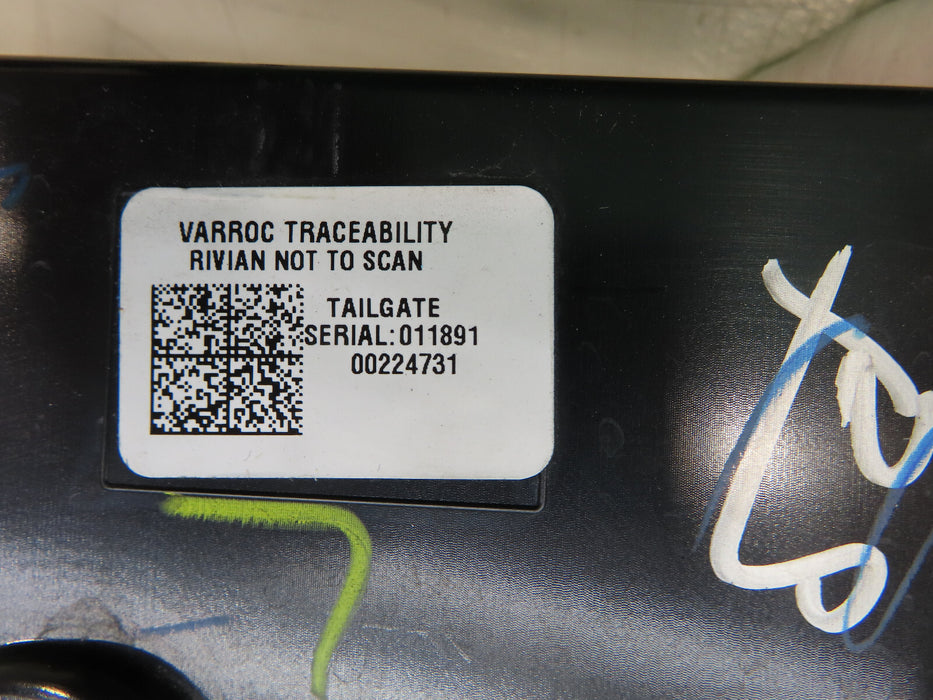 VARROC TRACEABILITY
RIVIAN NOT TO SCAN
TAILGATE
SERIAL:011891
00224731